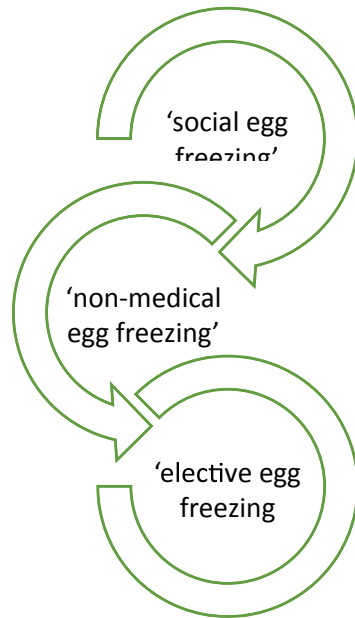 ‘social egg
freezing’
‘non-medical
egg freezing’
‘elective egg
freezing